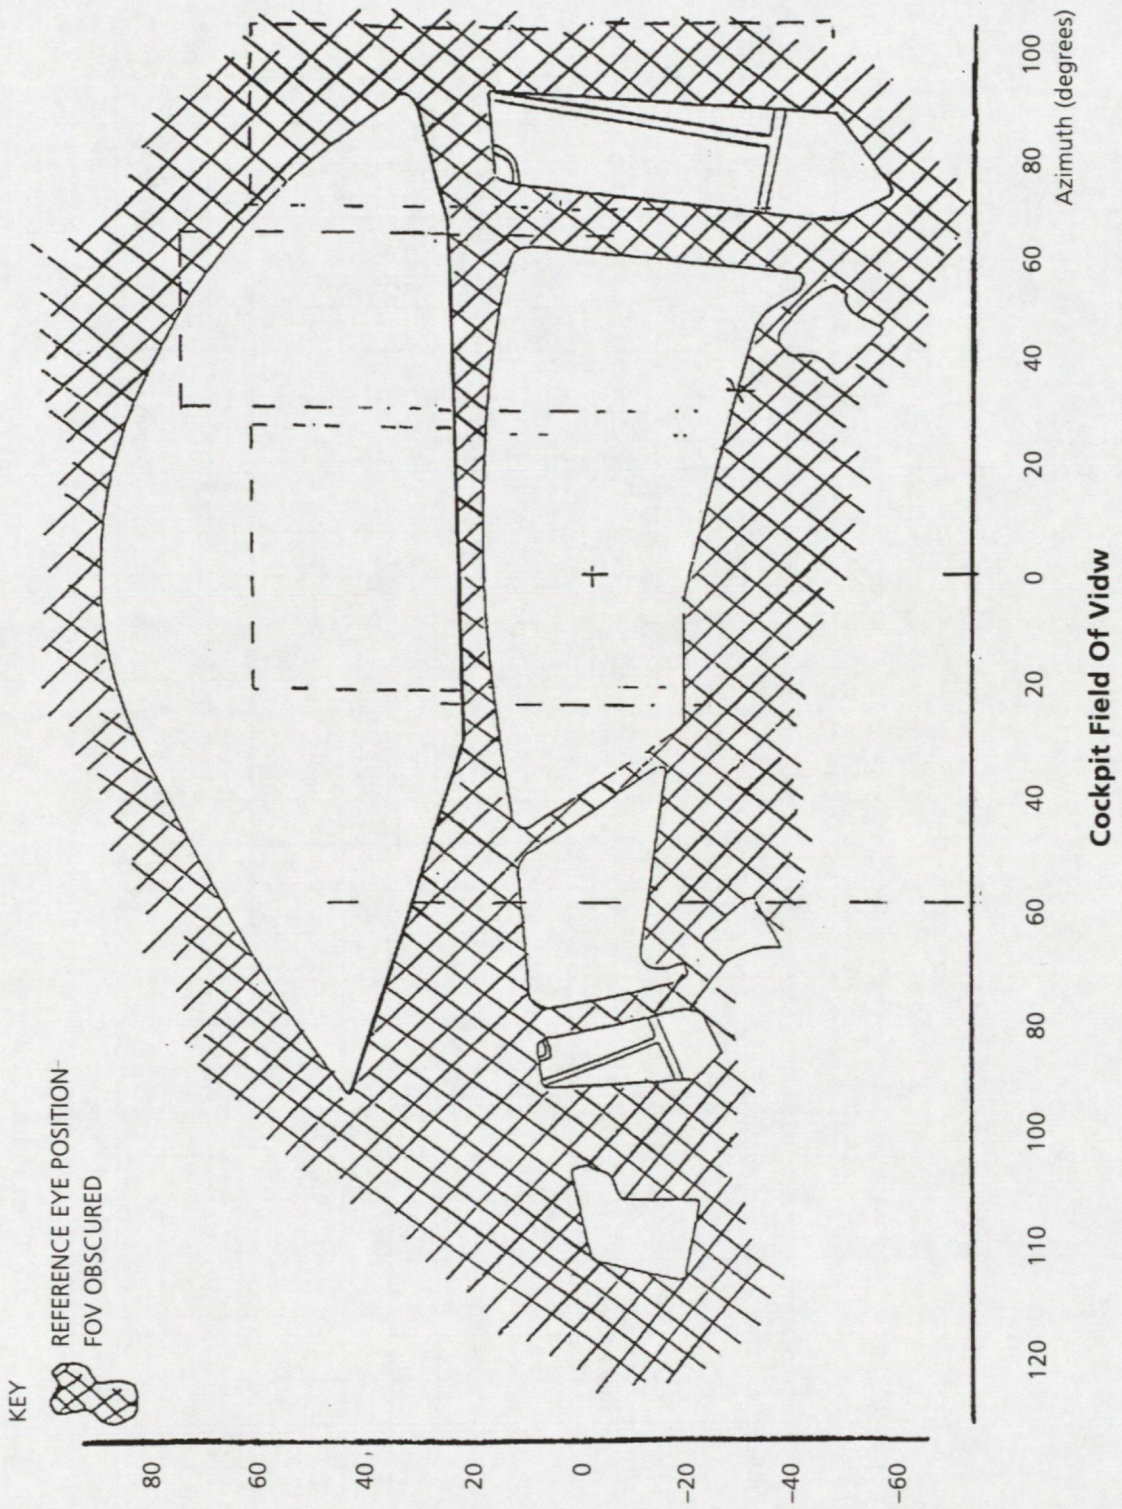 KEY
REFERENCE EYE POSITION-
FOV OBSCURED
80
60
40
20
0
-20
-40
-60
120 110 100 80 60 40 20 0 20 40 60 80 100
Azimuth (degrees)
Cockpit Field Of Vidw